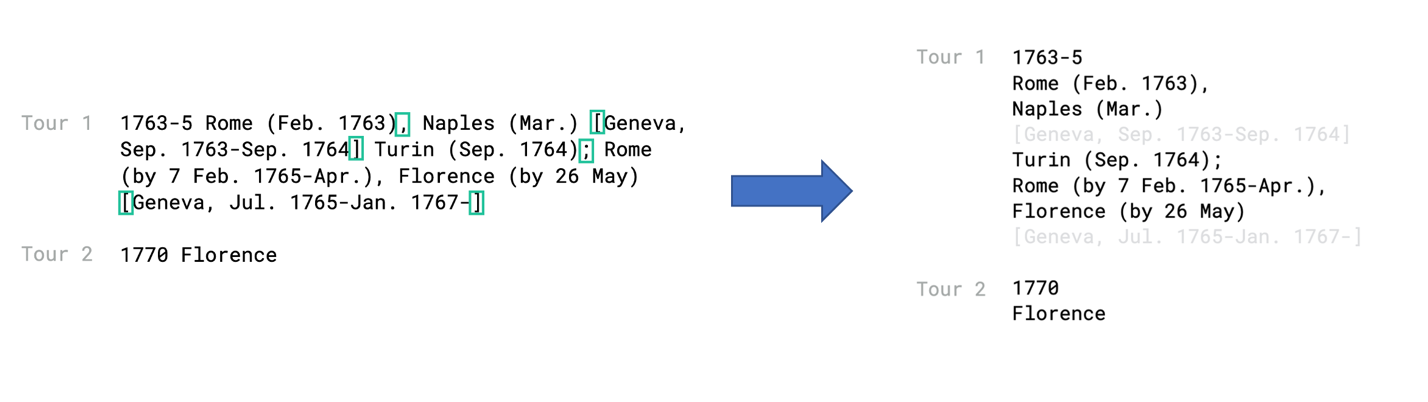 Tour 1 1763-5 Rome (Feb. 1763), Naples (Mar.) [Geneva,
Sep. 1763-Sep. 1764] Turin (Sep. 1764); Rome
(by 7 Feb. 1765-Apr.), Florence (by 26 May)
[Geneva, Jul. 1765-Jan. 1767-]
Tour 2 1770 Florence
Tour 1 1763-5
Rome (Feb. 1763),
Naples (Mar.)
[Geneva, Sep. 1763-Sep. 1764]
Turin (Sep. 1764);
Rome (by 7 Feb. 1765-Apr.),
Florence (by 26 May)
[Geneva, Jul. 1765-Jan. 1767-]
Tour 2 1770
Florence